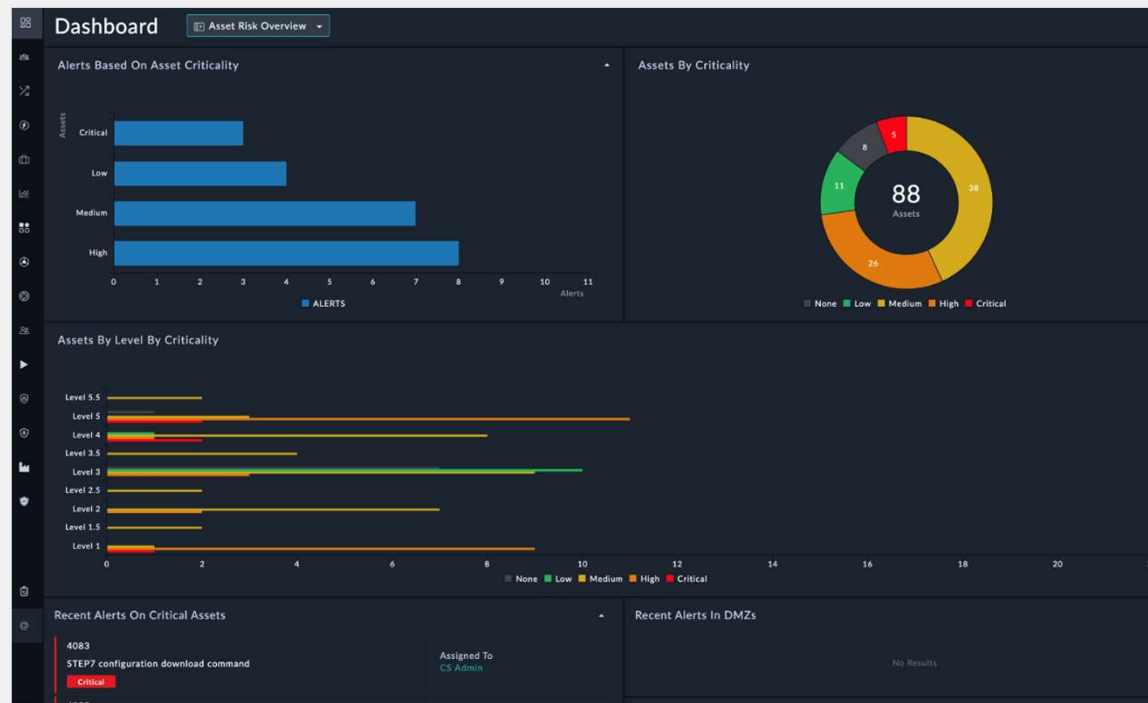 Dashboard
Asset Risk Overview
Alerts Based On Asset Criticality
Assets
Critical
Low
Medium
High
0 1 2 3 4 5 6 7 8 9 10 11
Alerts
ALERTS
Assets By Criticality
5
8
11
38
26
88
Assets
None Low Medium High Critical
Assets By Level By Criticality
Level 5.5
Level 5
Level 4
Level 3.5
Level 3
Level 2.5
Level 2
Level 1.5
Level 1
0 2 4 6 8 10 12 14 16 18 20
None Low Medium High Critical
Recent Alerts On Critical Assets
4083
STEP7 configuration download command
Critical
Assigned To
CS Admin
Recent Alerts In DMZs
No Results